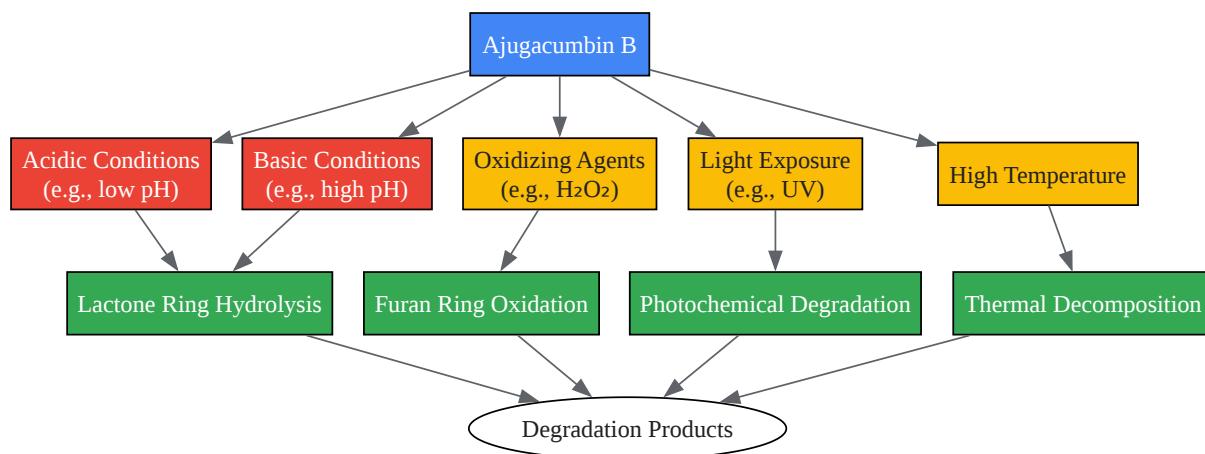 Ajugacumbin B
Acidic Conditions
(e.g., low pH)
Basic Conditions
(e.g., high pH)
Oxidizing Agents
(e.g., H₂O₂)
Light Exposure
(e.g., UV)
High Temperature
Lactone Ring Hydrolysis
Furan Ring Oxidation
Photochemical Degradation
Thermal Decomposition
Degradation Products